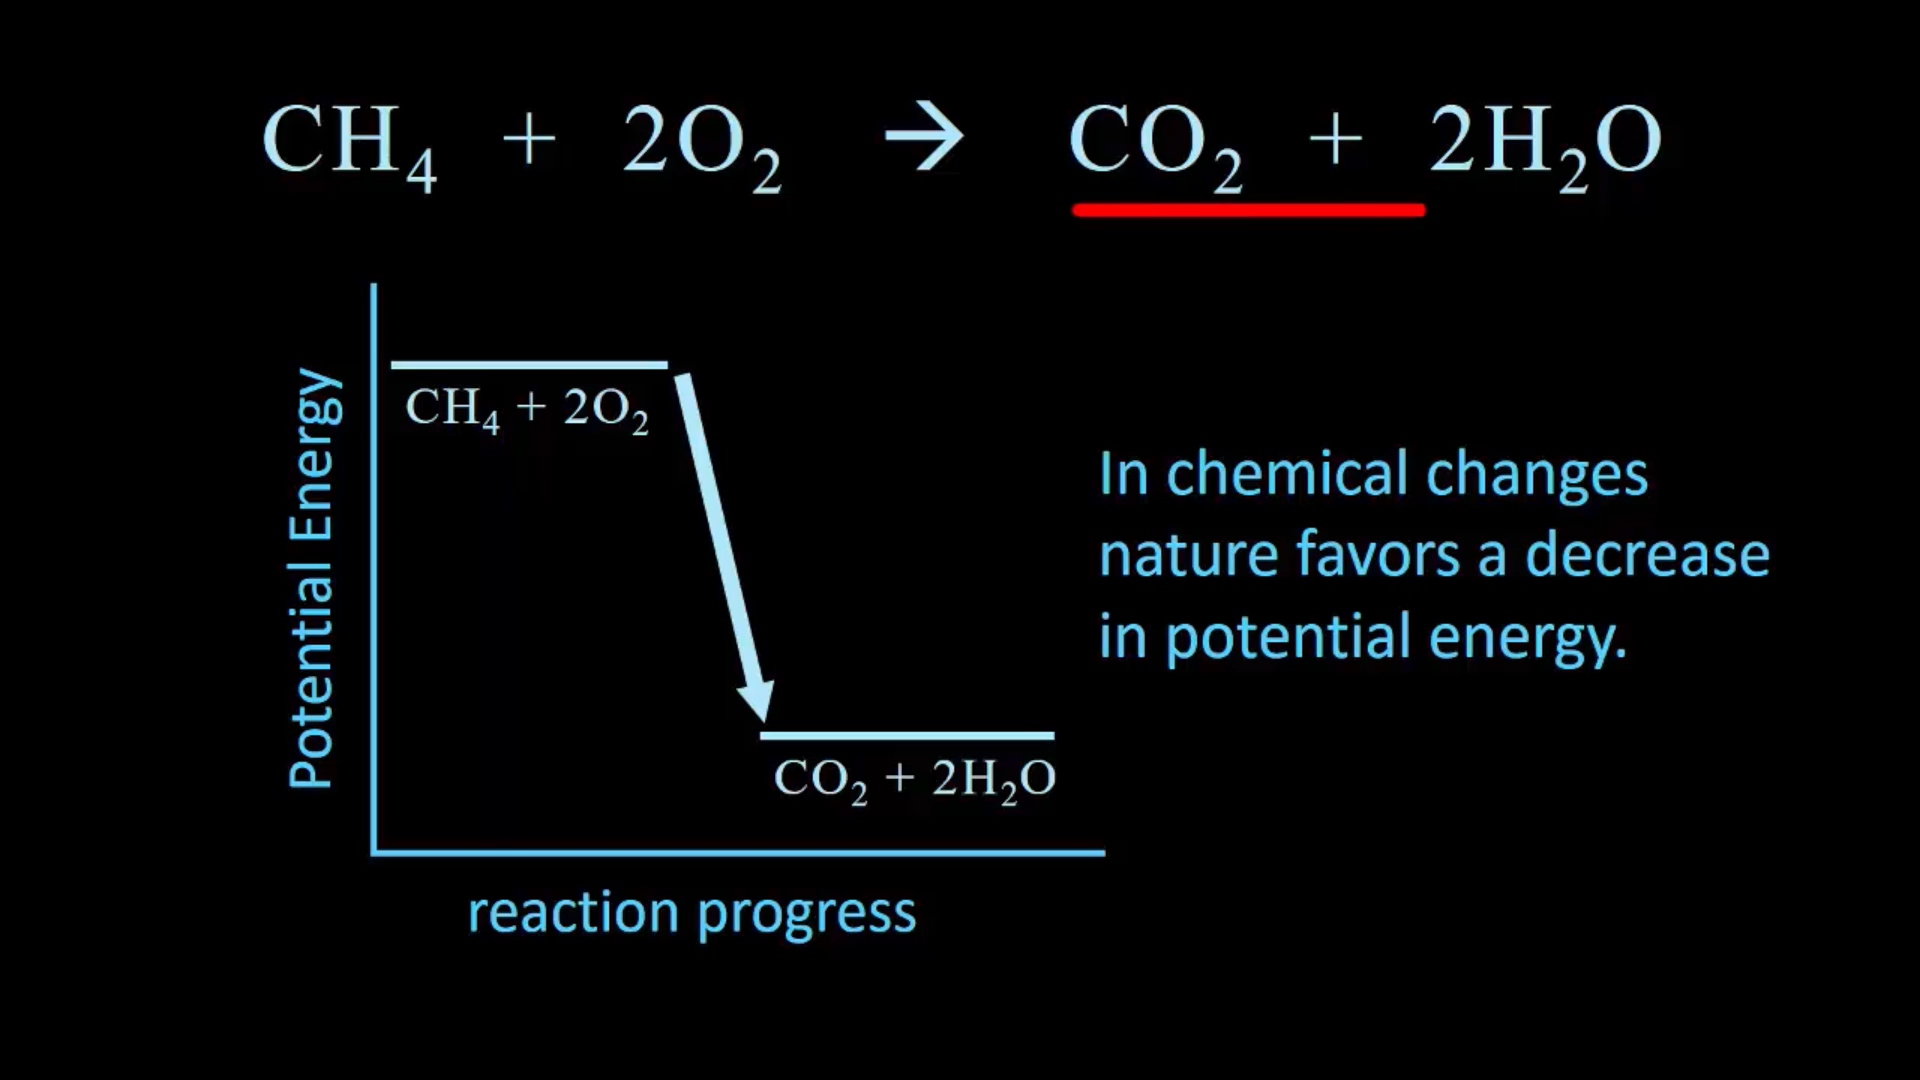 CH₄ + 2O₂ → CO₂ + 2H₂O
Potential Energy
CH₄ + 2O₂
In chemical changes
nature favors a decrease
in potential energy.
CO₂ + 2H₂O
reaction progress